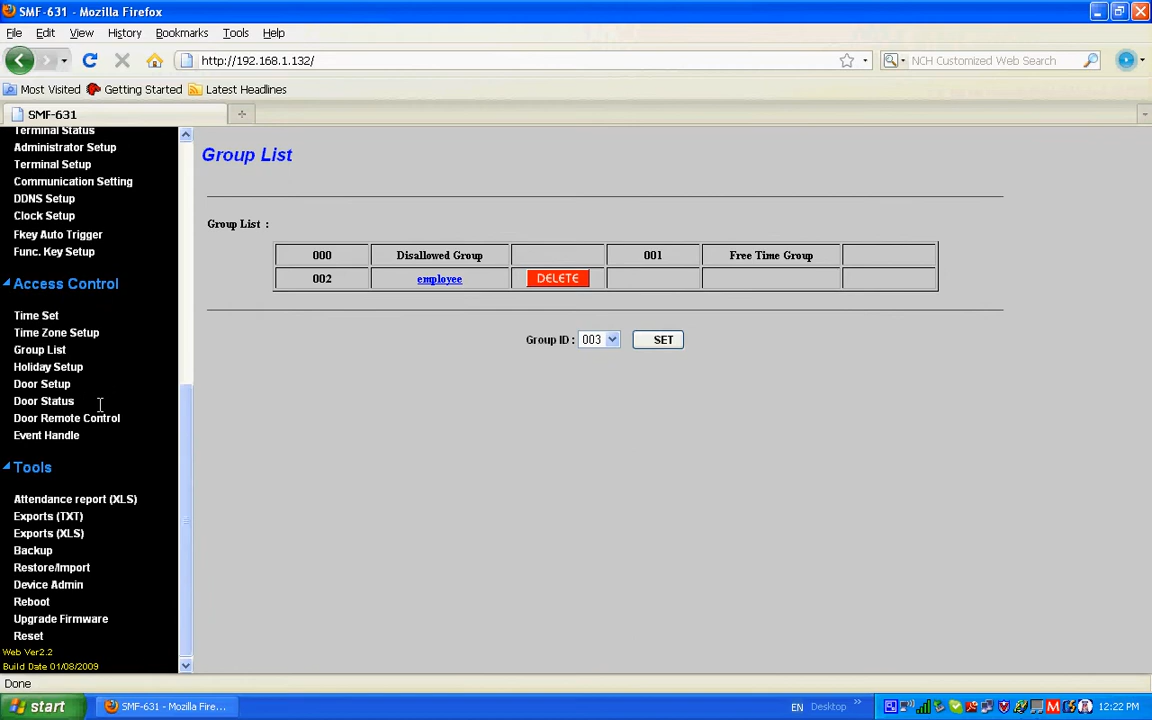 SMF-631 - Mozilla Firefox
File Edit View History Bookmarks Tools Help
http://192.168.1.132/
NCH Customized Web Search
Most Visited Getting Started Latest Headlines
SMF-631
Terminal Status
Administrator Setup
Terminal Setup
Communication Setting
DDNS Setup
Clock Setup
Fkey Auto Trigger
Func. Key Setup
Access Control
Time Set
Time Zone Setup
Group List
Holiday Setup
Door Setup
Door Status
Door Remote Control
Event Handle
Tools
Attendance report (XLS)
Exports (TXT)
Exports (XLS)
Backup
Restore/Import
Device Admin
Reboot
Upgrade Firmware
Reset
Web Ver2.2
Build Date 01/08/2009
Group List
Group List :
000 Disallowed Group 001 Free Time Group
002 employee DELETE
Group ID : 003 SET
Done
start SMF-631 - Mozilla Fire... EN Desktop » 12:22 PM